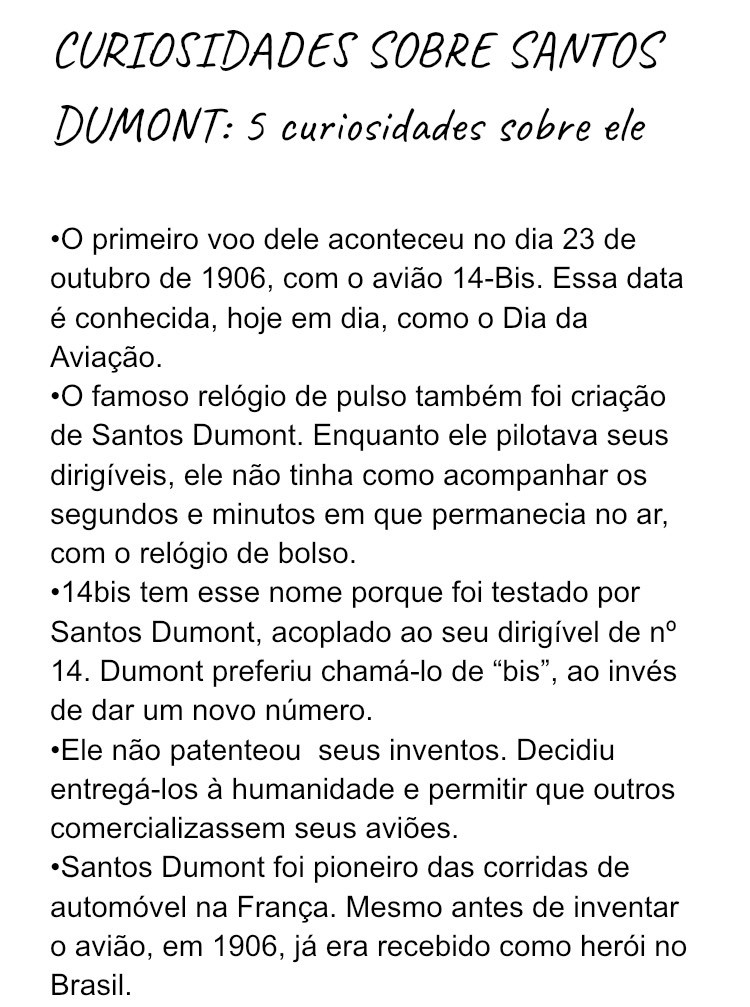 CURIOSIDADES SOBRE SANTOS
DUMONT: 5 curiosidades sobre ele
•O primeiro voo dele aconteceu no dia 23 de
outubro de 1906, com o avião 14-Bis. Essa data
é conhecida, hoje em dia, como o Dia da
Aviação.
•O famoso relógio de pulso também foi criação
de Santos Dumont. Enquanto ele pilotava seus
dirigíveis, ele não tinha como acompanhar os
segundos e minutos em que permanecia no ar,
com o relógio de bolso.
•14bis tem esse nome porque foi testado por
Santos Dumont, acoplado ao seu dirigível de nº
14. Dumont preferiu chamá-lo de “bis”, ao invés
de dar um novo número.
•Ele não patenteou  seus inventos. Decidiu
entregá-los à humanidade e permitir que outros
comercializassem seus aviões.
•Santos Dumont foi pioneiro das corridas de
automóvel na França. Mesmo antes de inventar
o avião, em 1906, já era recebido como herói no
Brasil.